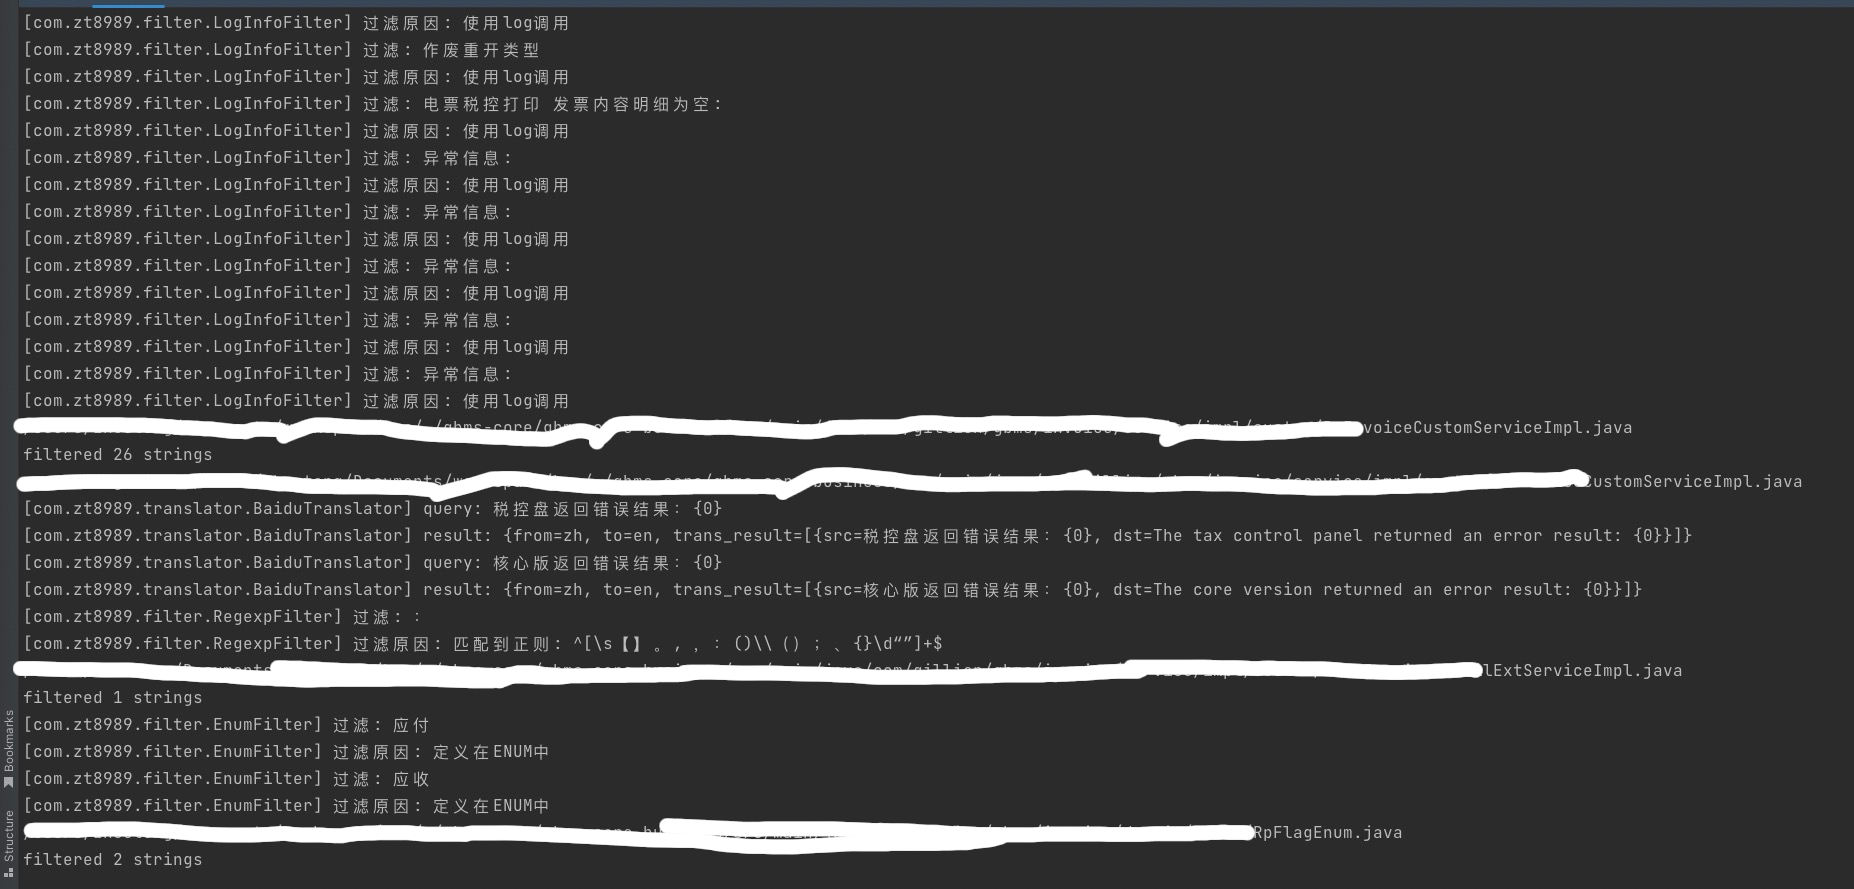 [com.zt8989.filter.LogInfoFilter] 过滤原因: 使用log调用
[com.zt8989.filter.LogInfoFilter] 过滤: 作废重开类型
[com.zt8989.filter.LogInfoFilter] 过滤原因: 使用log调用
[com.zt8989.filter.LogInfoFilter] 过滤: 电票税控打印 发票内容明细为空:
[com.zt8989.filter.LogInfoFilter] 过滤原因: 使用log调用
[com.zt8989.filter.LogInfoFilter] 过滤: 异常信息:
[com.zt8989.filter.LogInfoFilter] 过滤原因: 使用log调用
[com.zt8989.filter.LogInfoFilter] 过滤: 异常信息:
[com.zt8989.filter.LogInfoFilter] 过滤原因: 使用log调用
[com.zt8989.filter.LogInfoFilter] 过滤: 异常信息:
[com.zt8989.filter.LogInfoFilter] 过滤原因: 使用log调用
[com.zt8989.filter.LogInfoFilter] 过滤: 异常信息:
[com.zt8989.filter.LogInfoFilter] 过滤原因: 使用log调用
[com.zt8989.filter.LogInfoFilter] 过滤: 异常信息:
[com.zt8989.filter.LogInfoFilter] 过滤原因: 使用log调用
voiceCustomServiceImpl.java
filtered 26 strings
CustomServiceImpl.java
[com.zt8989.translator.BaiduTranslator] query: 税控盘返回错误结果：{0}
[com.zt8989.translator.BaiduTranslator] result: {from=zh, to=en, trans_result=[{src=税控盘返回错误结果：{0}, dst=The tax control panel returned an error result: {0}}]}
[com.zt8989.translator.BaiduTranslator] query: 核心版返回错误结果：{0}
[com.zt8989.translator.BaiduTranslator] result: {from=zh, to=en, trans_result=[{src=核心版返回错误结果：{0}, dst=The core version returned an error result: {0}}]}
[com.zt8989.filter.RegexpFilter] 过滤: ：
[com.zt8989.filter.RegexpFilter] 过滤原因: 匹配到正则: ^[\s【】。,，：()\\（）；、{}\d“”]+$
lExtServiceImpl.java
filtered 1 strings
[com.zt8989.filter.EnumFilter] 过滤: 应付
[com.zt8989.filter.EnumFilter] 过滤原因: 定义在ENUM中
[com.zt8989.filter.EnumFilter] 过滤: 应收
[com.zt8989.filter.EnumFilter] 过滤原因: 定义在ENUM中
RpFlagEnum.java
filtered 2 strings
Bookmarks
Structure